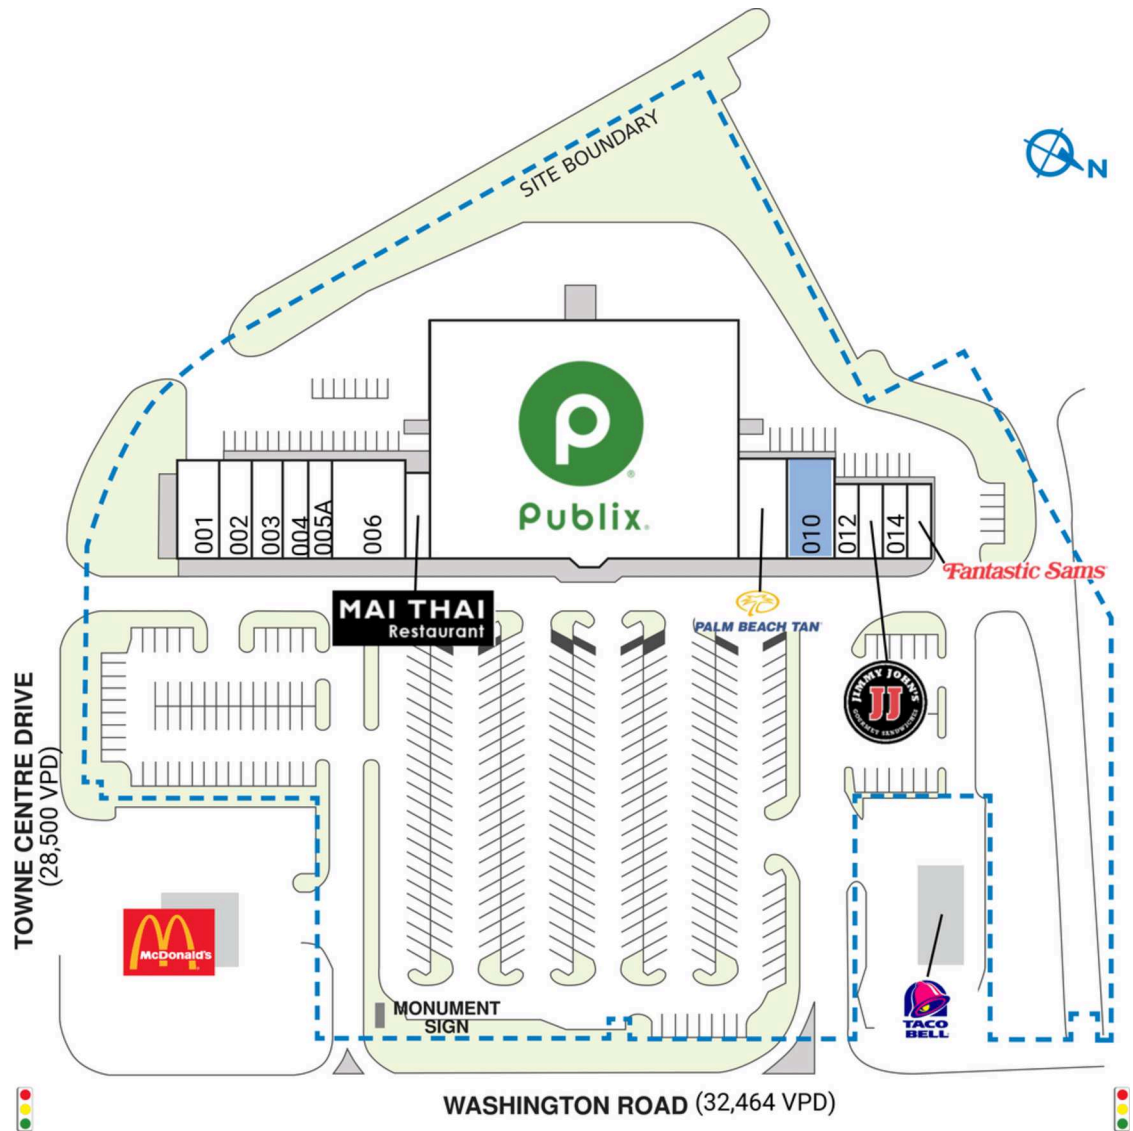 SITE BOUNDARY
N
Publix®
001
002
003
004
005A
006
010
012
014
Fantastic Sams
MAI THAI
Restaurant
PALM BEACH TAN
JIMMY JOHN'S
JJ
GOURMET SANDWICHES
TOWNE CENTRE DRIVE
(28,500 VPD)
McDonald's
MONUMENT
SIGN
TACO
BELL
WASHINGTON ROAD (32,464 VPD)